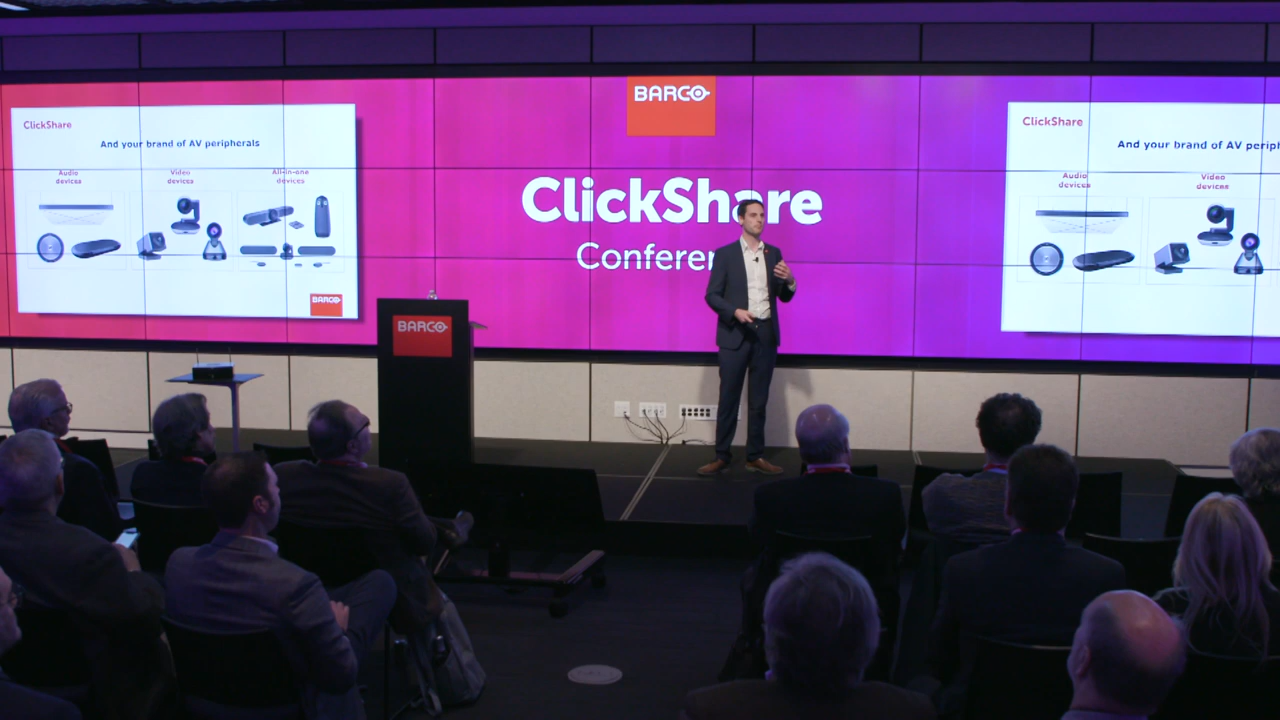 ClickShare
And your brand of AV peripherals
Audio
devices
Video
devices
All-in-one
devices
BARCO
BARCO
ClickShare
Conferen
BARCO
ClickShare
And your brand of AV periph
Audio
devices
Video
devices